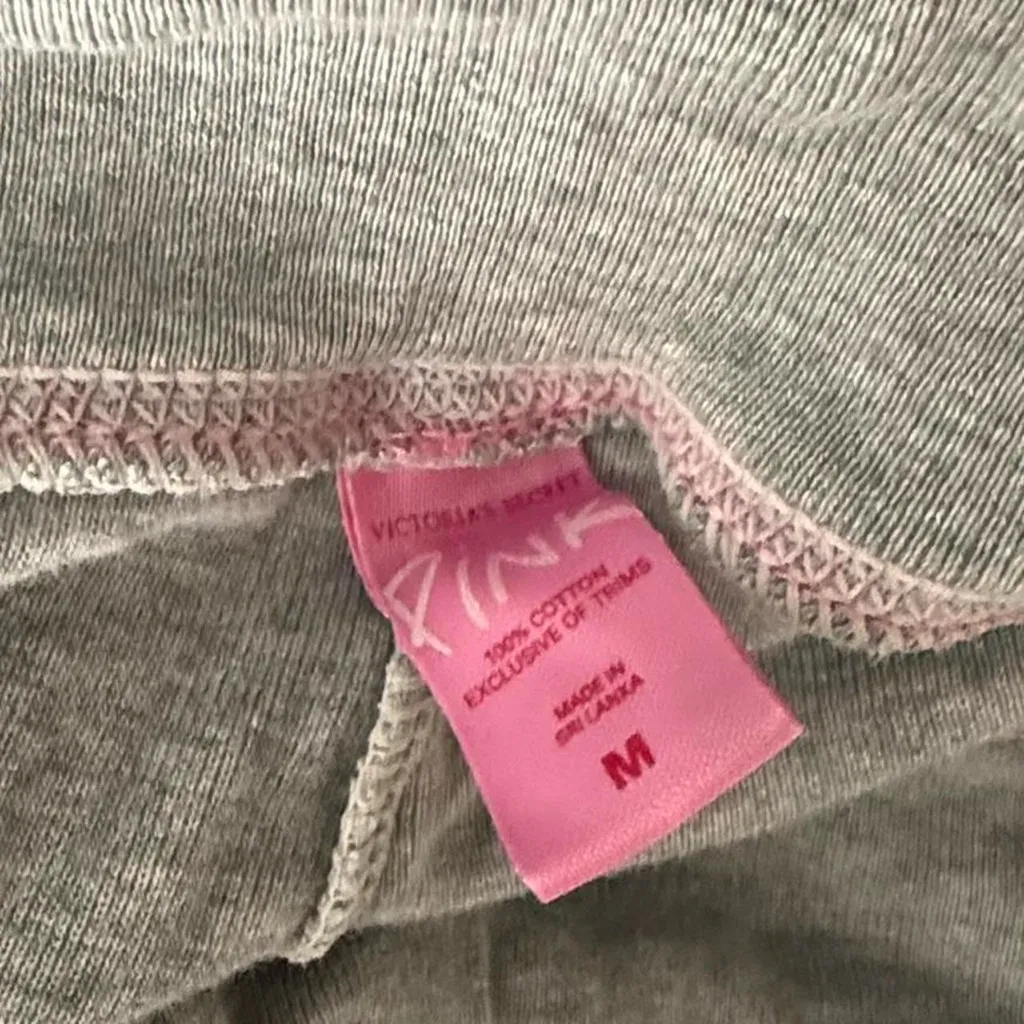 VICTORIA'S SECRET
PINK
100% COTTON
EXCLUSIVE OF TRIMS
MADE IN
SRI LANKA
M